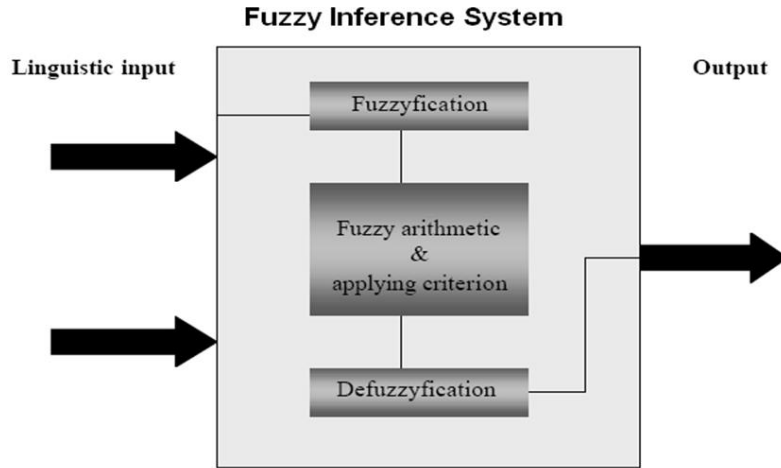 Fuzzy Inference System
Linguistic input
Output
Fuzzyfication
Fuzzy arithmetic
&
applying criterion
Defuzzyfication